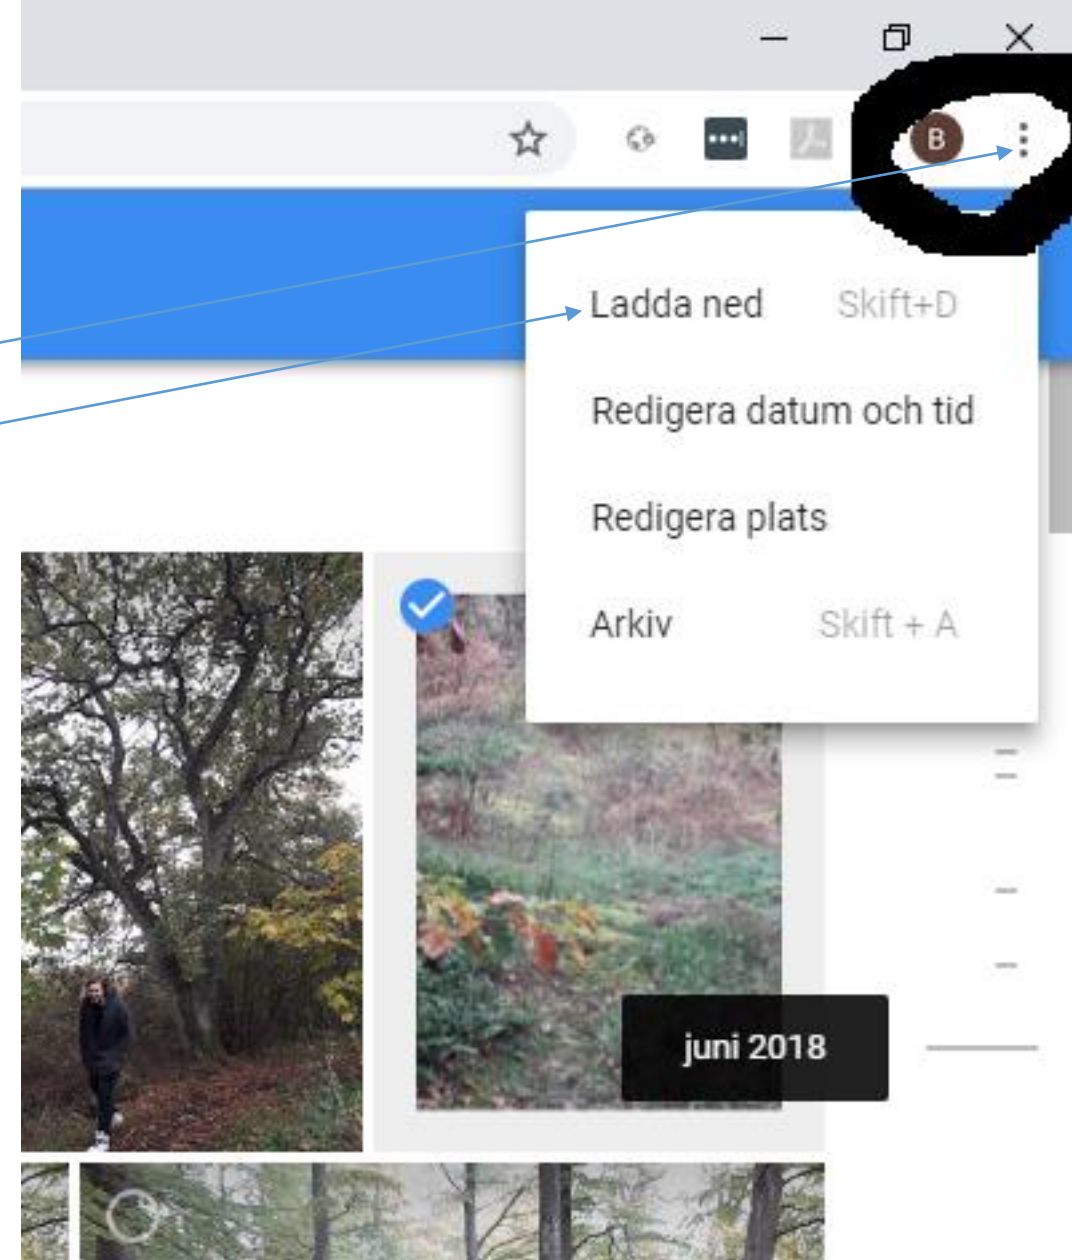 B
Ladda ned Skift+D
Redigera datum och tid
Redigera plats
Arkiv Skift + A
juni 2018